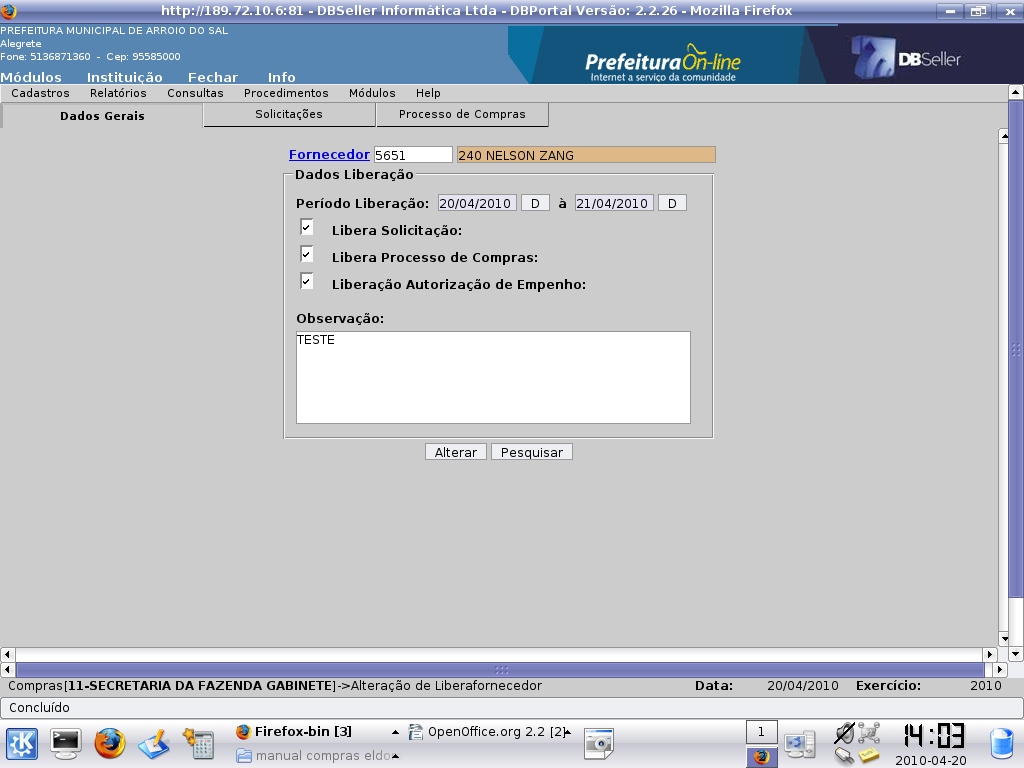 http://189.72.10.6:81 - DBSeller Informática Ltda - DBPortal Versão: 2.2.26 - Mozilla Firefox
PREFEITURA MUNICIPAL DE ARROIO DO SAL
Alegrete
Fone: 5136871360 - Cep: 95585000
Módulos Instituição Fechar Info
PrefeituraOn-line
Internet a serviço da comunidade
DBSeller
Cadastros Relatórios Consultas Procedimentos Módulos Help
Dados Gerais Solicitações Processo de Compras
Fornecedor 5651 240 NELSON ZANG
Dados Liberação
Período Liberação: 20/04/2010 D à 21/04/2010 D
Libera Solicitação:
Libera Processo de Compras:
Liberação Autorização de Empenho:
Observação:
TESTE
Alterar Pesquisar
Compras[11-SECRETARIA DA FAZENDA GABINETE]->Alteração de Liberafornecedor Data: 20/04/2010 Exercício: 2010
Concluído
Firefox-bin [3] OpenOffice.org 2.2 [2] 1 14:03
manual compras eldo 2010-04-20